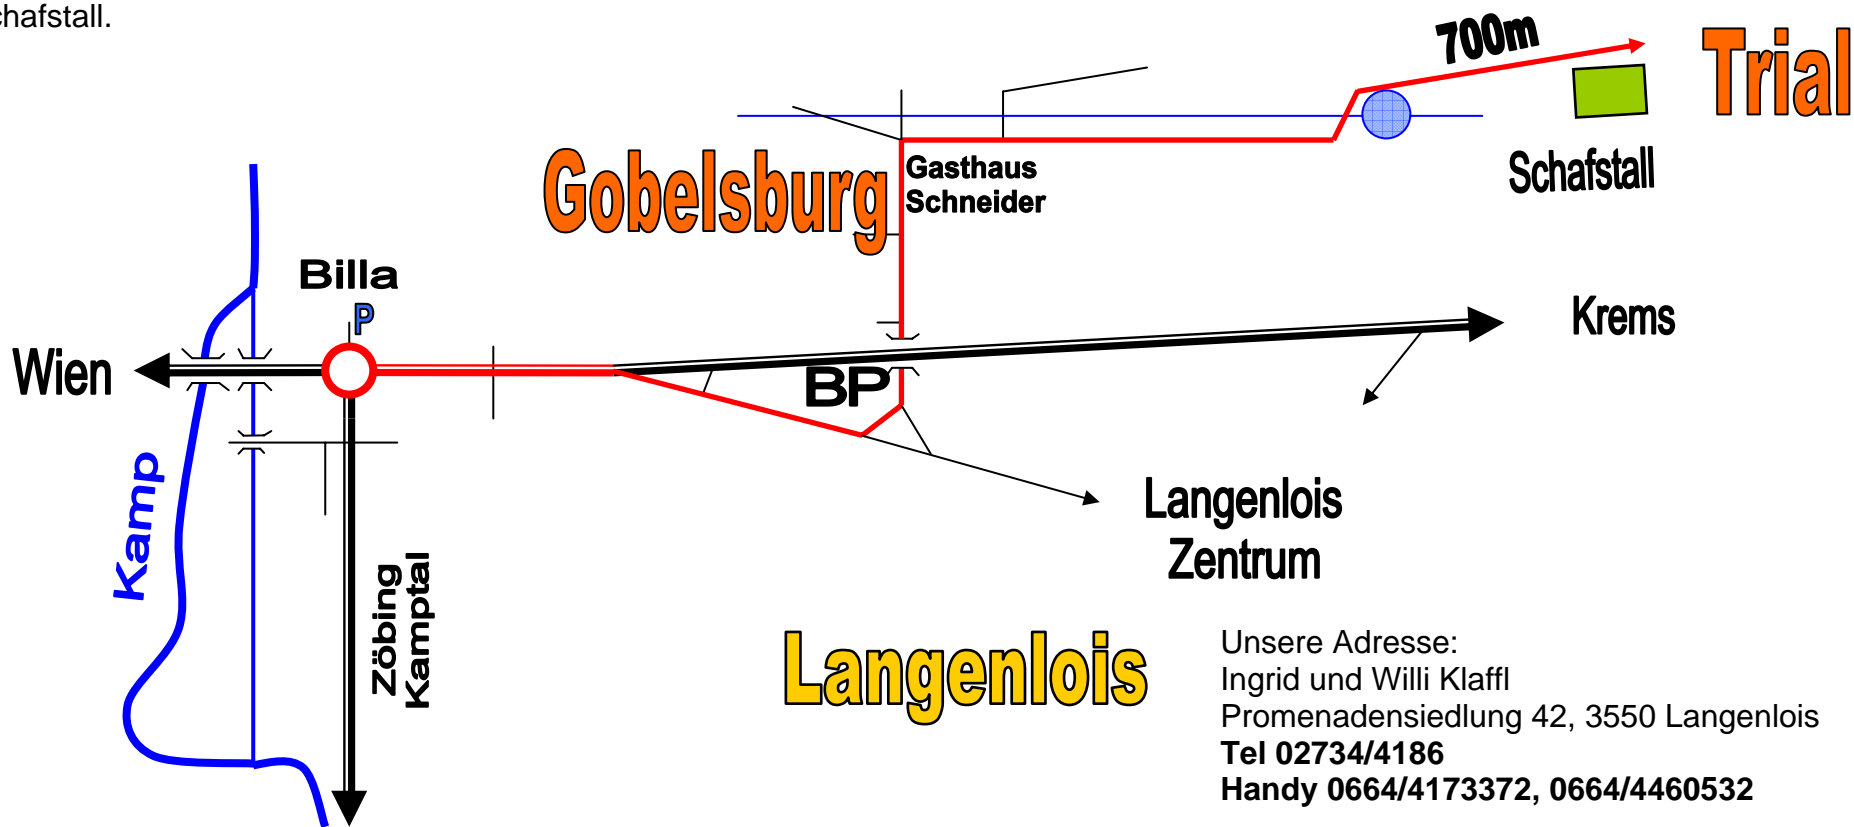 chafstall.
700m
Trial
Gobelsburg
Gasthaus
Schneider
Schafstall
Billa
P
Krems
Wien
BP
Kamp
Langenlois
Zentrum
Zöbing
Kamptal
Langenlois
Unsere Adresse:
Ingrid und Willi Klaffl
Promenadensiedlung 42, 3550 Langenlois
Tel 02734/4186
Handy 0664/4173372, 0664/4460532